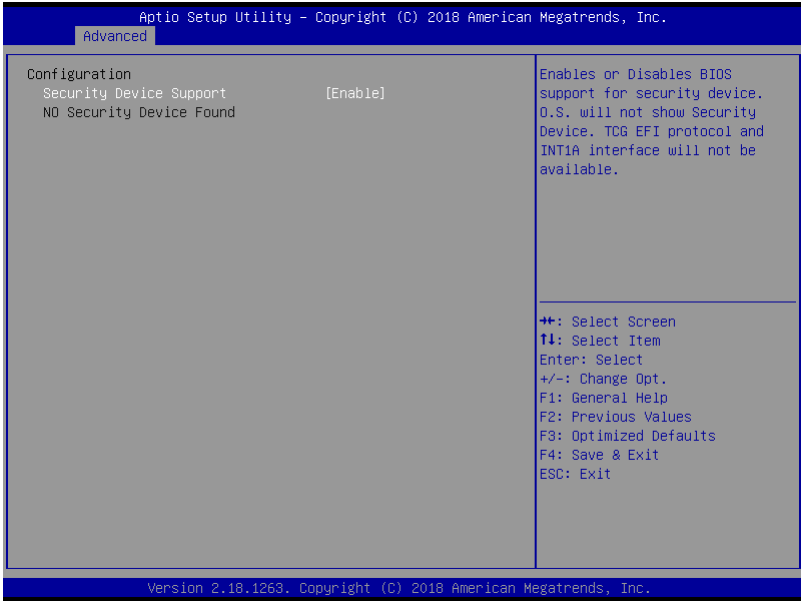 Aptio Setup Utility – Copyright (C) 2018 American Megatrends, Inc.
Advanced
Configuration
Security Device Support [Enable]
NO Security Device Found
Enables or Disables BIOS
support for security device.
O.S. will not show Security
Device. TCG EFI protocol and
INT1A interface will not be
available.
→←: Select Screen
↑↓: Select Item
Enter: Select
+/-: Change Opt.
F1: General Help
F2: Previous Values
F3: Optimized Defaults
F4: Save & Exit
ESC: Exit
Version 2.18.1263. Copyright (C) 2018 American Megatrends, Inc.